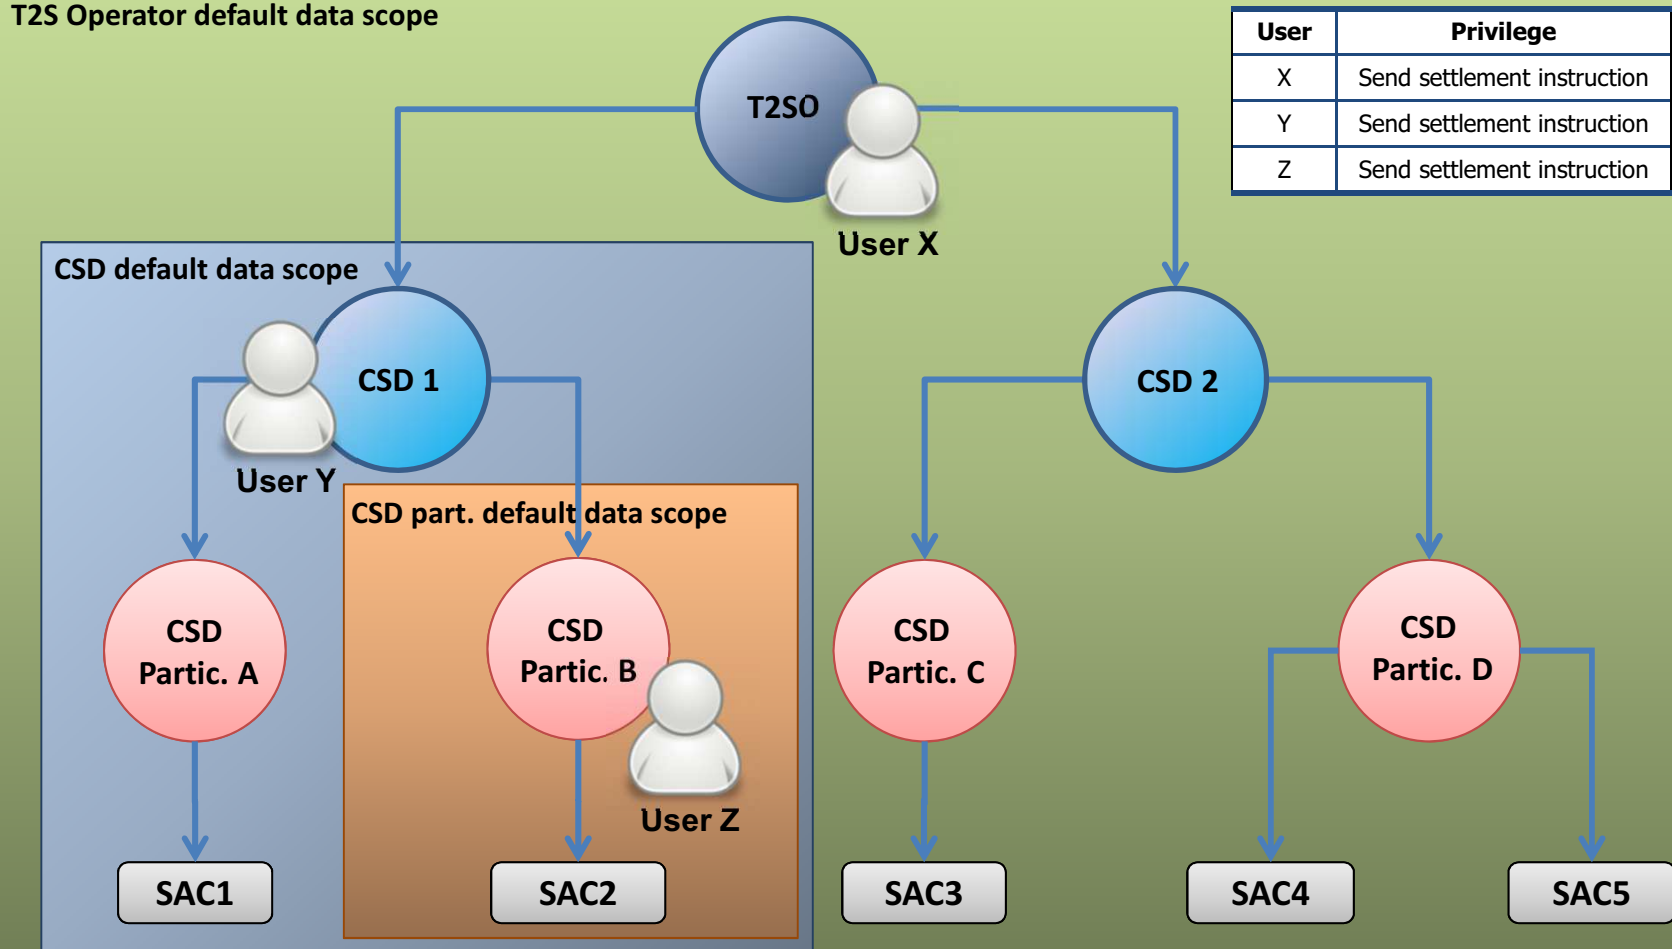 T2S Operator default data scope
User Privilege
X Send settlement instruction
Y Send settlement instruction
Z Send settlement instruction
T2SO
User X
CSD default data scope
CSD 1
CSD 2
User Y
CSD part. default data scope
CSD
Partic. A
CSD
Partic. B
CSD
Partic. C
CSD
Partic. D
User Z
SAC1
SAC2
SAC3
SAC4
SAC5